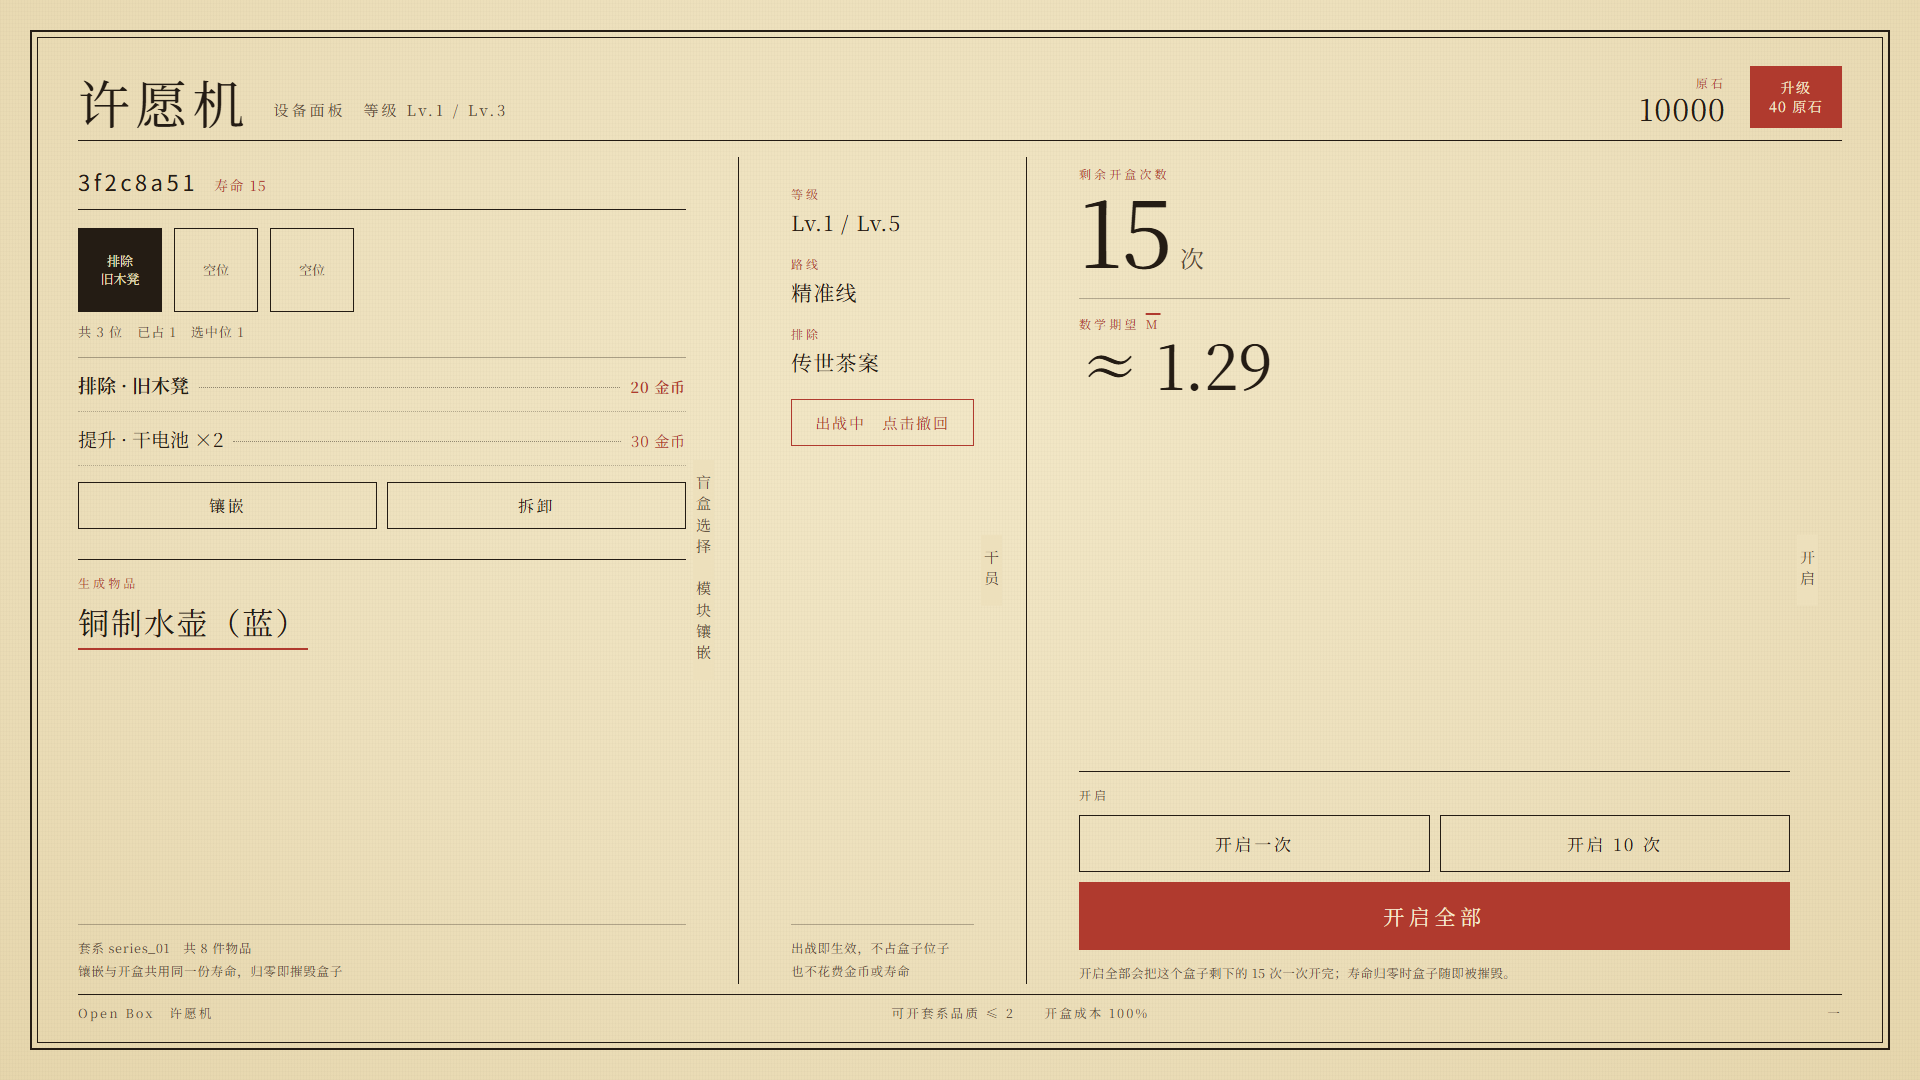 许愿机
设备面板　等级 Lv.1 / Lv.3
原石
10000
升级
40 原石
3f2c8a51 寿命 15
排除
旧木凳
空位
空位
共 3 位　已占 1　选中位 1
排除 · 旧木凳 20 金币
提升 · 干电池 ×2 30 金币
镶嵌
拆卸
生成物品
铜制水壶（蓝）
套系 series_01　共 8 件物品
镶嵌与开盒共用同一份寿命，归零即摧毁盒子
盲盒选择　模块镶嵌
等级
Lv.1 / Lv.5
路线
精准线
排除
传世茶案
出战中　点击撤回
出战即生效，不占盒子位子
也不花费金币或寿命
干员
剩余开盒次数
15 次
数学期望 M
≈ 1.29
开启
开启一次
开启 10 次
开启全部
开启全部会把这个盒子剩下的 15 次一次开完；寿命归零时盒子随即被摧毁。
开启
Open Box　许愿机
可开套系品质 ≤ 2　　开盒成本 100%
一